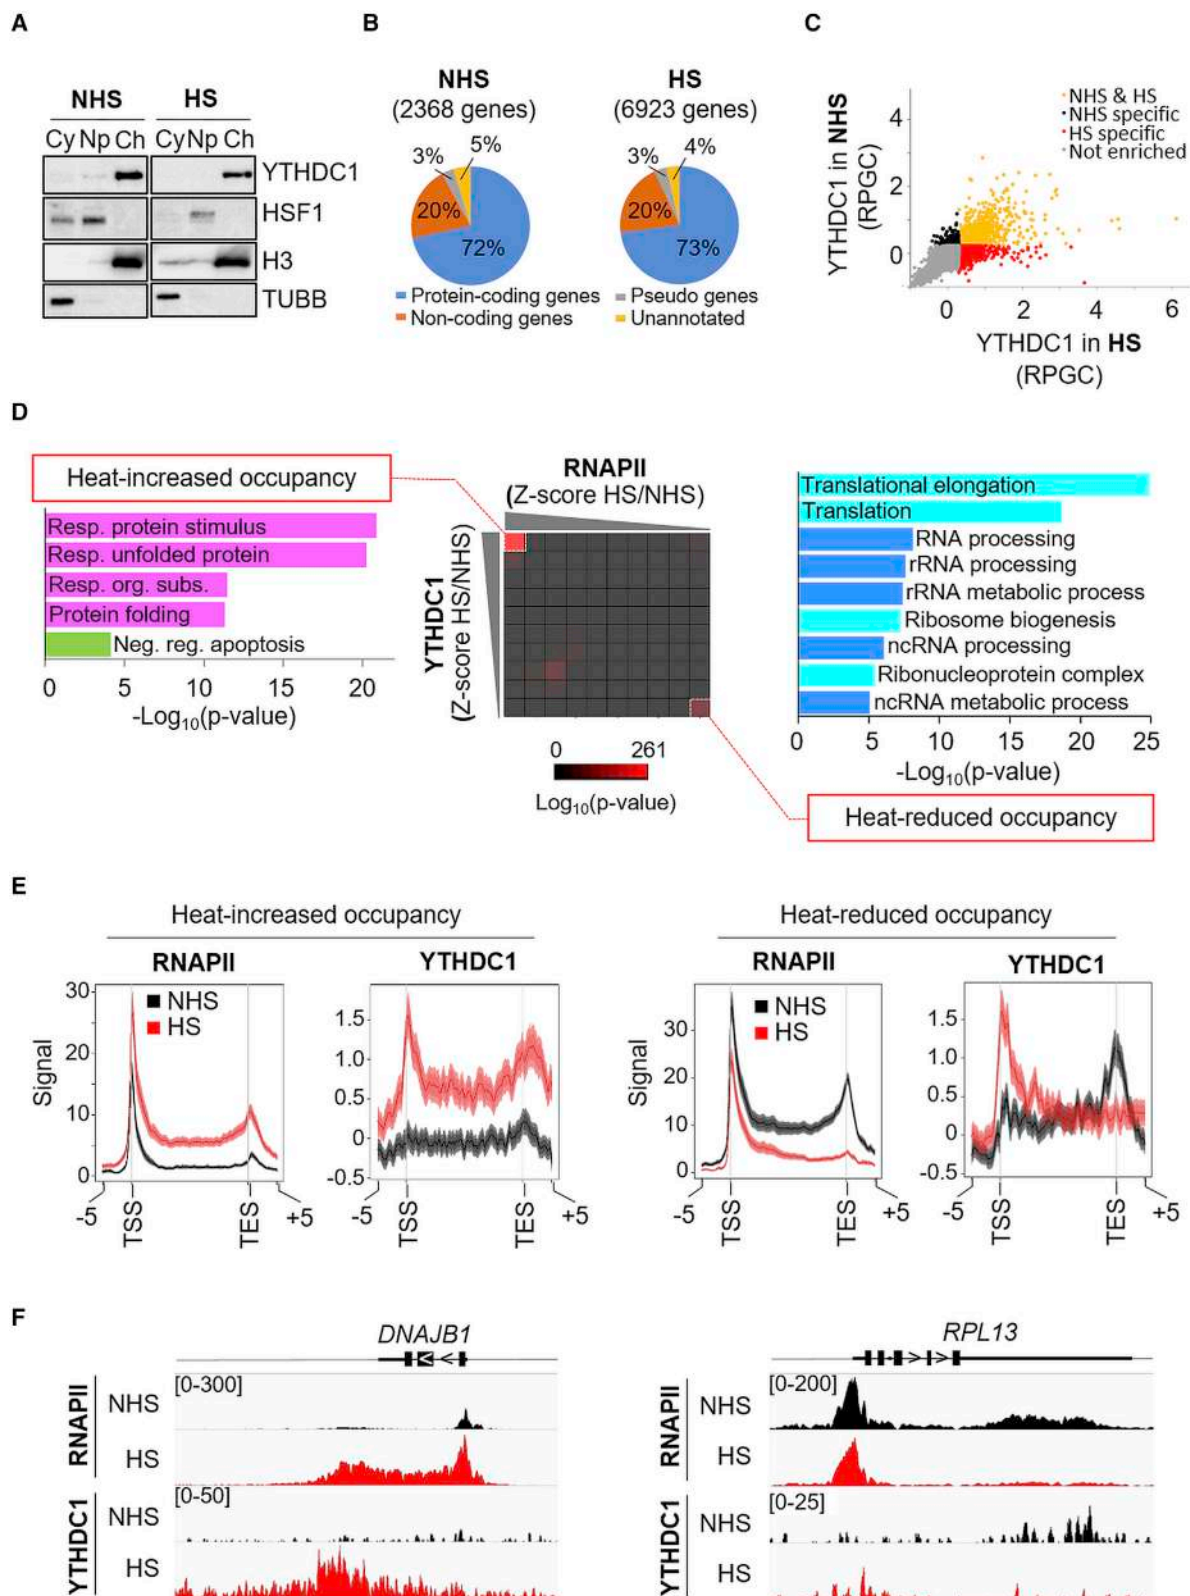 A
NHS HS
Cy Np Ch Cy Np Ch
YTHDC1
HSF1
H3
TUBB
B
NHS
(2368 genes)
3% 5%
20%
72%
HS
(6923 genes)
3% 4%
20%
73%
Protein-coding genes
Non-coding genes
Pseudo genes
Unannotated
C
YTHDC1 in NHS
(RPGC)
4
2
0
NHS & HS
NHS specific
HS specific
Not enriched
0 2 4 6
YTHDC1 in HS
(RPGC)
D
Heat-increased occupancy
Resp. protein stimulus
Resp. unfolded protein
Resp. org. subs.
Protein folding
Neg. reg. apoptosis
0 5 10 15 20
-Log10(p-value)
RNAPII
(Z-score HS/NHS)
YTHDC1
(Z-score HS/NHS)
0 261
Log10(p-value)
Translational elongation
Translation
RNA processing
rRNA processing
rRNA metabolic process
Ribosome biogenesis
ncRNA processing
Ribonucleoprotein complex
ncRNA metabolic process
0 5 10 15 20 25
-Log10(p-value)
Heat-reduced occupancy
E
Heat-increased occupancy
RNAPII
Signal
30
20
10
0
NHS
HS
-5 TSS TES +5
YTHDC1
1.5
1.0
0.5
0
-0.5
-5 TSS TES +5
Heat-reduced occupancy
RNAPII
Signal
30
20
10
0
NHS
HS
-5 TSS TES +5
YTHDC1
1.5
1.0
0.5
0
-0.5
-5 TSS TES +5
F
DNAJB1
RNAPII
NHS
[0-300]
HS
YTHDC1
NHS
[0-50]
HS
RPL13
RNAPII
NHS
[0-200]
HS
YTHDC1
NHS
[0-25]
HS